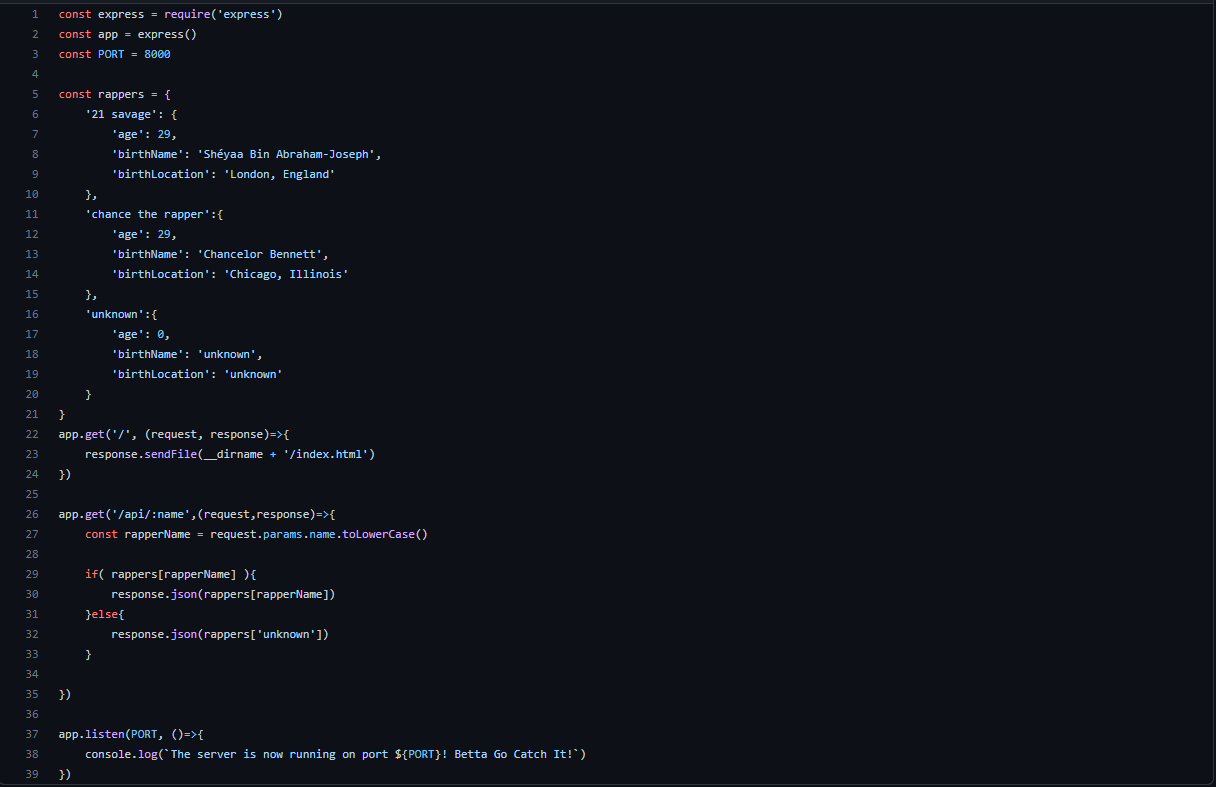 1 const express = require('express')
2 const app = express()
3 const PORT = 8000
4
5 const rappers = {
6     '21 savage': {
7         'age': 29,
8         'birthName': 'Shéyaa Bin Abraham-Joseph',
9         'birthLocation': 'London, England'
10     },
11     'chance the rapper':{
12         'age': 29,
13         'birthName': 'Chancelor Bennett',
14         'birthLocation': 'Chicago, Illinois'
15     },
16     'unknown':{
17         'age': 0,
18         'birthName': 'unknown',
19         'birthLocation': 'unknown'
20     }
21 }
22 app.get('/', (request, response)=>{
23     response.sendFile(__dirname + '/index.html')
24 })
25
26 app.get('/api/:name',(request,response)=>{
27     const rapperName = request.params.name.toLowerCase()
28
29     if( rappers[rapperName] ){
30         response.json(rappers[rapperName])
31     }else{
32         response.json(rappers['unknown'])
33     }
34
35 })
36
37 app.listen(PORT, ()=>{
38     console.log(`The server is now running on port ${PORT}! Betta Go Catch It!`)
39 })